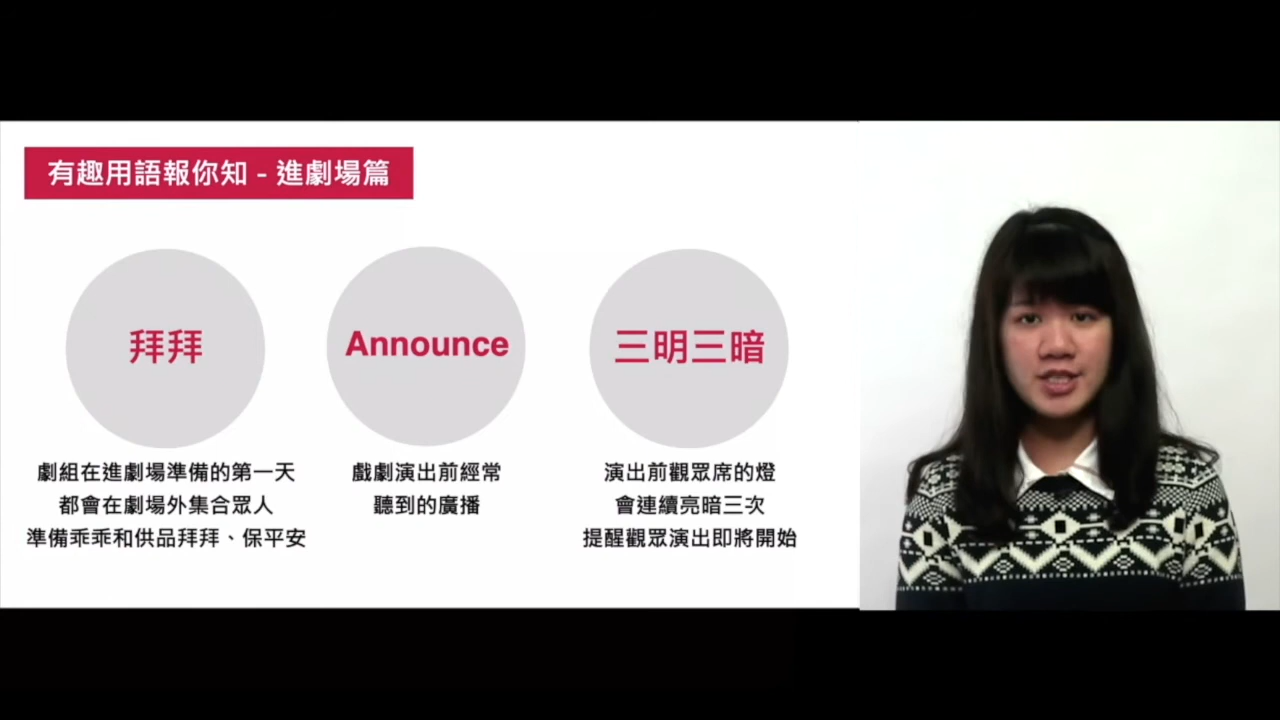 有趣用語報你知 - 進劇場篇
拜拜
劇組在進劇場準備的第一天
都會在劇場外集合眾人
準備乖乖和供品拜拜、保平安
Announce
戲劇演出前經常
聽到的廣播
三明三暗
演出前觀眾席的燈
會連續亮暗三次
提醒觀眾演出即將開始